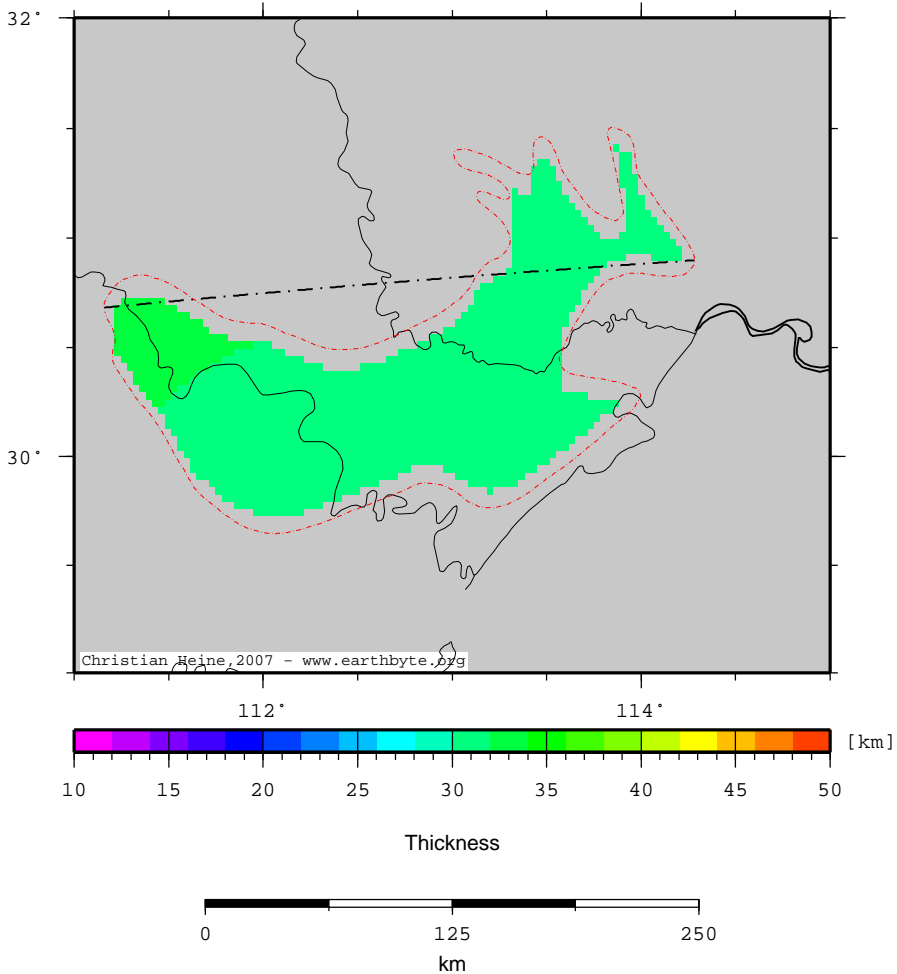 32°
30°
Christian Heine,2007 - www.earthbyte.org
112° 114°
[km]
10 15 20 25 30 35 40 45 50
Thickness
0 125 250
km